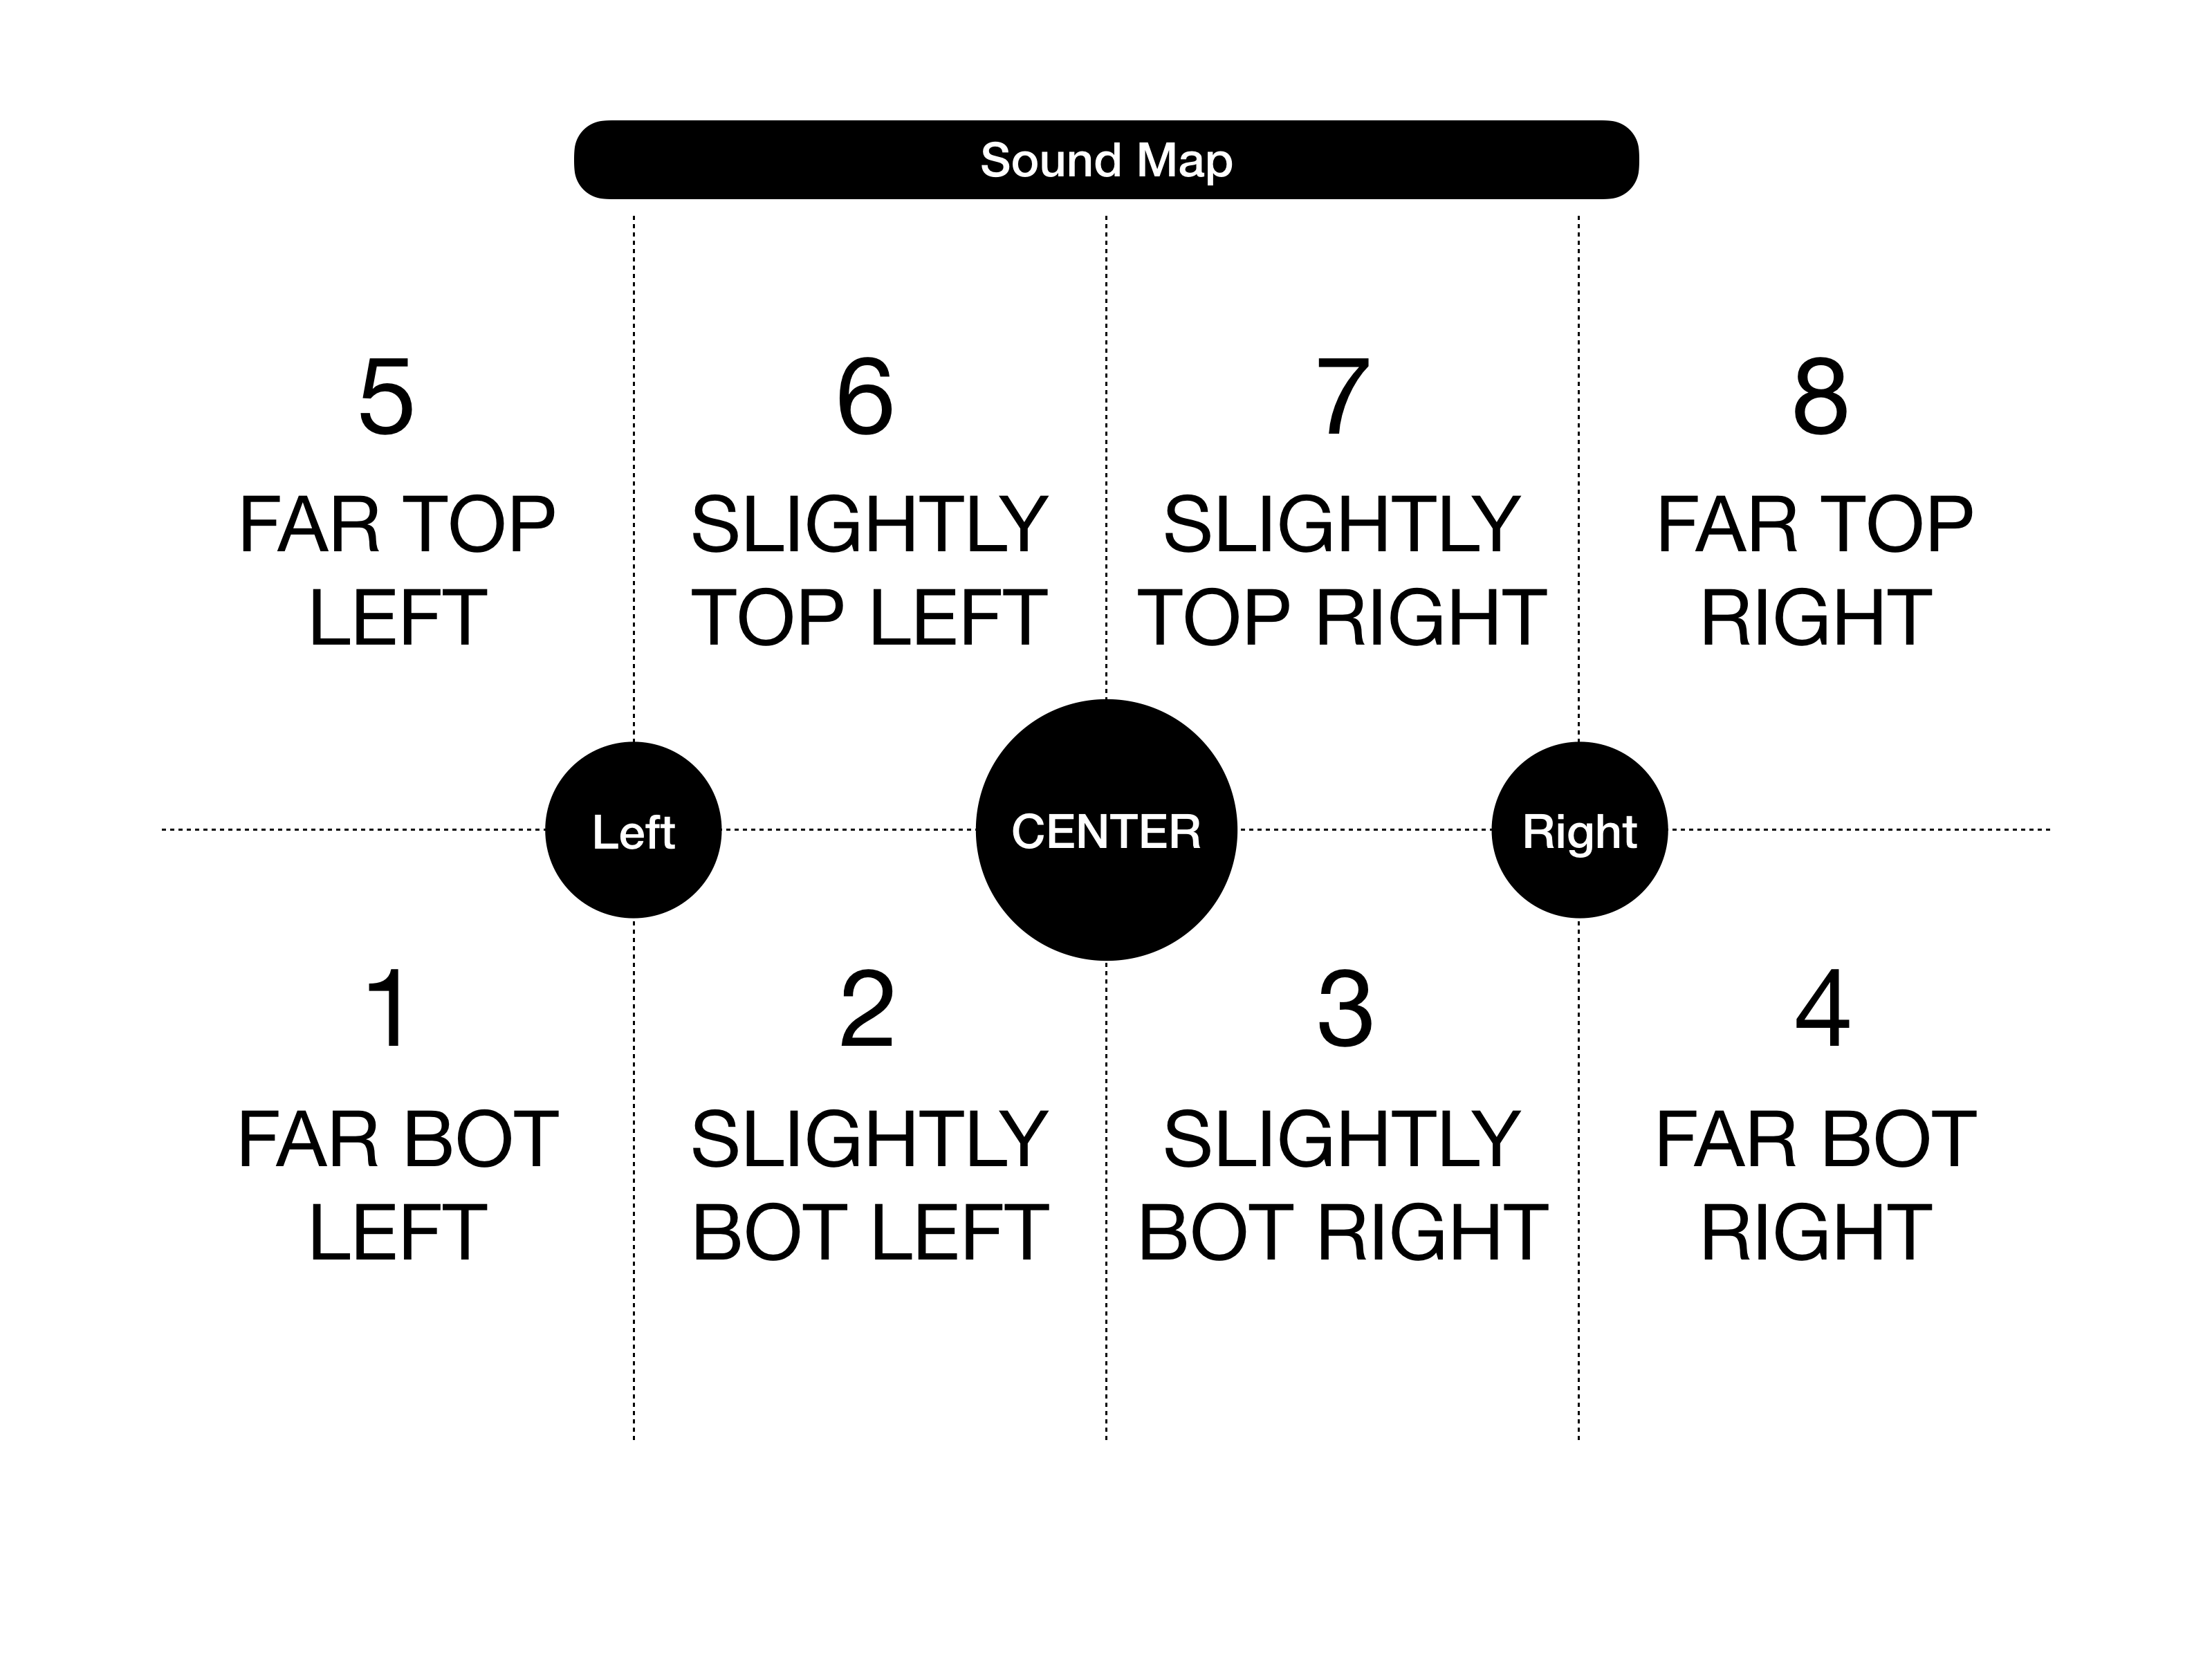 Sound Map
5 6 7 8
FAR TOP SLIGHTLY SLIGHTLY FAR TOP
LEFT TOP LEFT TOP RIGHT RIGHT
Left CENTER Right
1 2 3 4
FAR BOT SLIGHTLY SLIGHTLY FAR BOT
LEFT BOT LEFT BOT RIGHT RIGHT